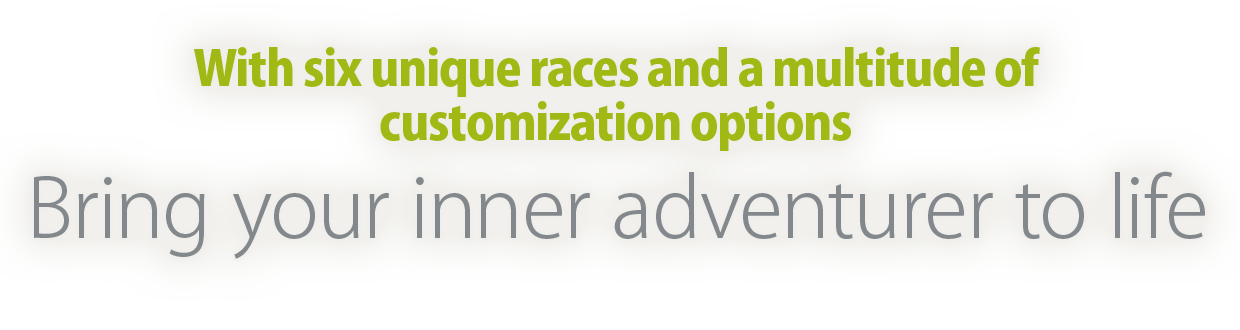 With six unique races and a multitude of
customization options
Bring your inner adventurer to life